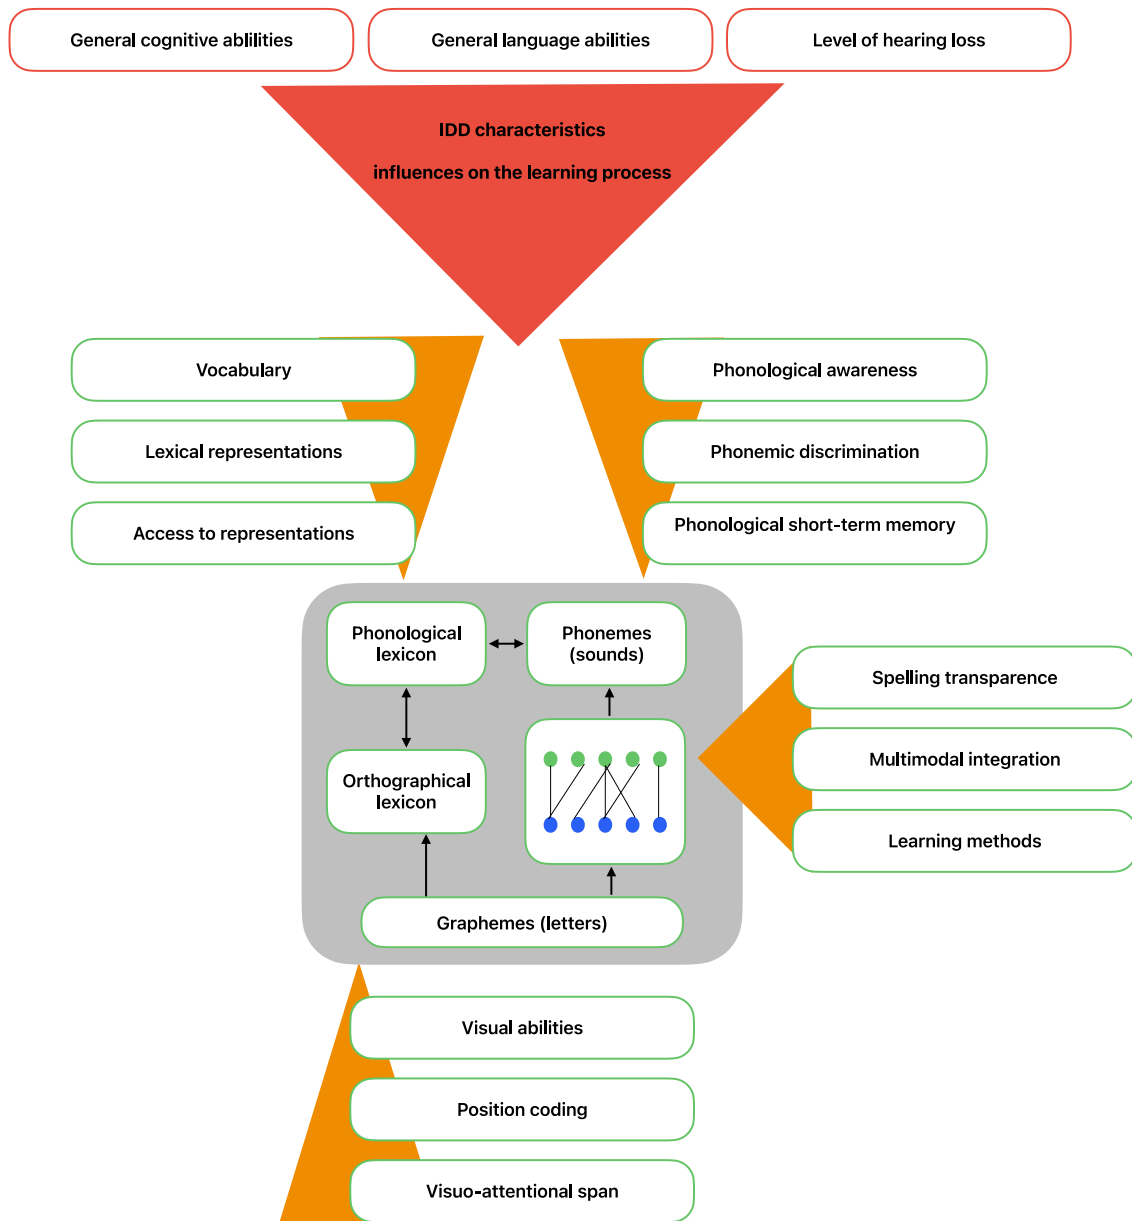 General cognitive ablilities
General language abilities
Level of hearing loss
IDD characteristics
influences on the learning process
Vocabulary
Lexical representations
Access to representations
Phonological awareness
Phonemic discrimination
Phonological short-term memory
Phonological
lexicon
Phonemes
(sounds)
Orthographical
lexicon
Graphemes (letters)
Spelling transparence
Multimodal integration
Learning methods
Visual abilities
Position coding
Visuo-attentional span